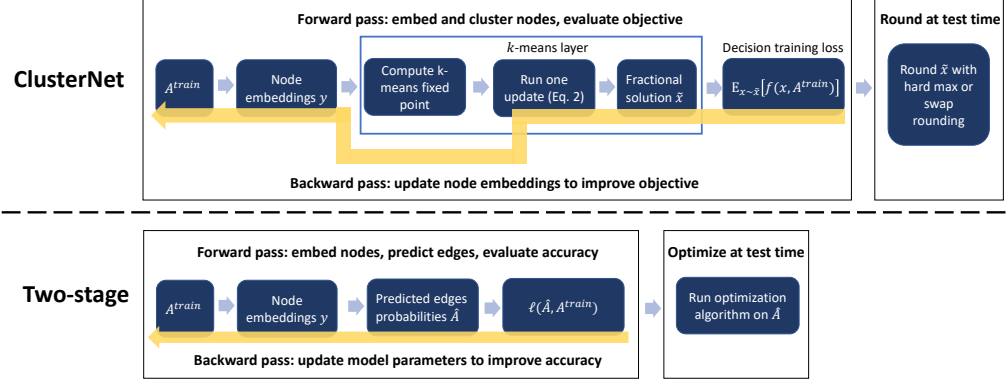 Forward pass: embed and cluster nodes, evaluate objective
Round at test time
k-means layer
Decision training loss
ClusterNet
A^{train}
Node
embeddings y
Compute k-
means fixed
point
Run one
update (Eq. 2)
Fractional
solution x̃
E_{x~x̃}[f(x, A^{train})]
Round x̃ with
hard max or
swap
rounding
Backward pass: update node embeddings to improve objective
Forward pass: embed nodes, predict edges, evaluate accuracy
Optimize at test time
Two-stage
A^{train}
Node
embeddings y
Predicted edges
probabilities Â
ℓ(Â, A^{train})
Run optimization
algorithm on Â
Backward pass: update model parameters to improve accuracy